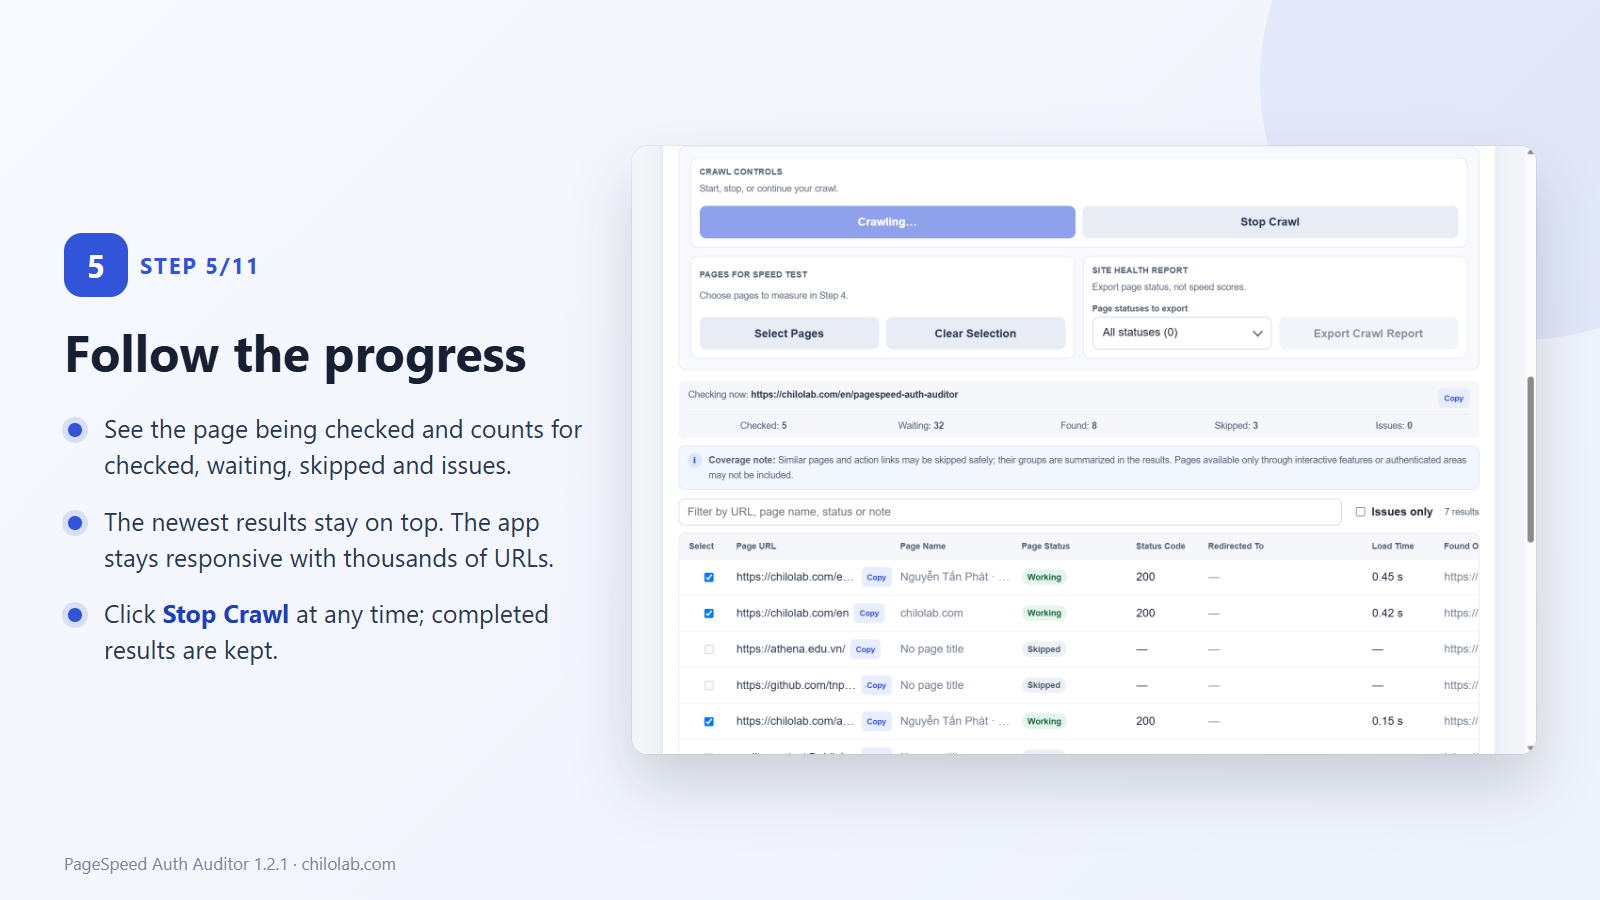 5
STEP 5/11
Follow the progress
See the page being checked and counts for
checked, waiting, skipped and issues.
The newest results stay on top. The app
stays responsive with thousands of URLs.
Click Stop Crawl at any time; completed
results are kept.
PageSpeed Auth Auditor 1.2.1 · chilolab.com
CRAWL CONTROLS
Start, stop, or continue your crawl.
Crawling...
Stop Crawl
PAGES FOR SPEED TEST
Choose pages to measure in Step 4.
Select Pages
Clear Selection
SITE HEALTH REPORT
Export page status, not speed scores.
Page statuses to export
All statuses (0)
Export Crawl Report
Checking now: https://chilolab.com/en/pagespeed-auth-auditor
Copy
Checked: 5 Waiting: 32 Found: 8 Skipped: 3 Issues: 0
i
Coverage note: Similar pages and action links may be skipped safely; their groups are summarized in the results. Pages available only through interactive features or authenticated areas
may not be included.
Filter by URL, page name, status or note
Issues only 7 results
Select Page URL Page Name Page Status Status Code Redirected To Load Time Found O
https://chilolab.com/e... Copy Nguyễn Tấn Phát · ... Working 200 — 0.45 s https://
https://chilolab.com/en Copy chilolab.com Working 200 — 0.42 s https://
https://athena.edu.vn/ Copy No page title Skipped — — — https://
https://github.com/tnp... Copy No page title Skipped — — — https://
https://chilolab.com/a... Copy Nguyễn Tấn Phát · ... Working 200 — 0.15 s https://